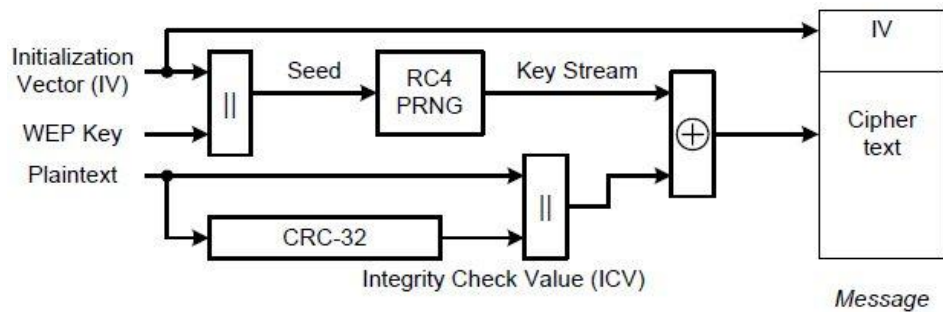 IV
Initialization
Vector (IV)
Seed
RC4
PRNG
Key Stream
||
⊕
WEP Key
Cipher
text
Plaintext
||
CRC-32
Integrity Check Value (ICV)
Message